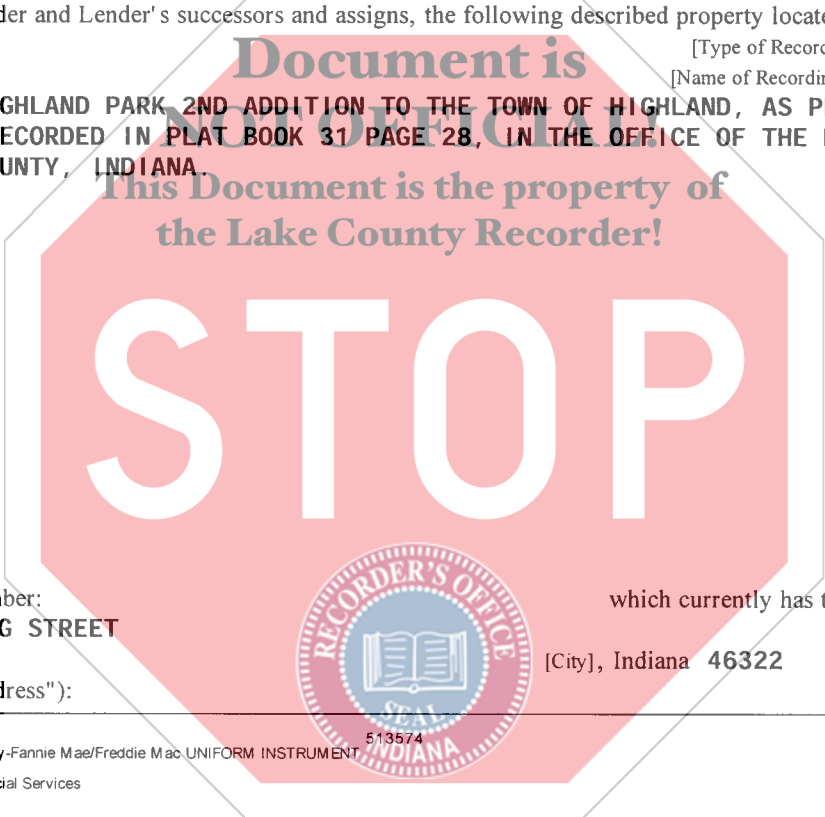 der and Lender's successors and assigns, the following described property locate
Document is
[Type of Record
[Name of Recordin
GHLAND PARK 2ND ADDITION TO THE TOWN OF HIGHLAND, AS P
NOT OFFICIAL!
ECORDED IN PLAT BOOK 31 PAGE 28, IN THE OFFICE OF THE
UNTY, INDIANA.
This Document is the property of
the Lake County Recorder!
STOP
RECORDER'S OFFICE
SEAL
INDIANA
ber:
which currently has t
G STREET
[City], Indiana 46322
dress"):
513574
y-Fannie Mae/Freddie Mac UNIFORM INSTRUMENT
cial Services